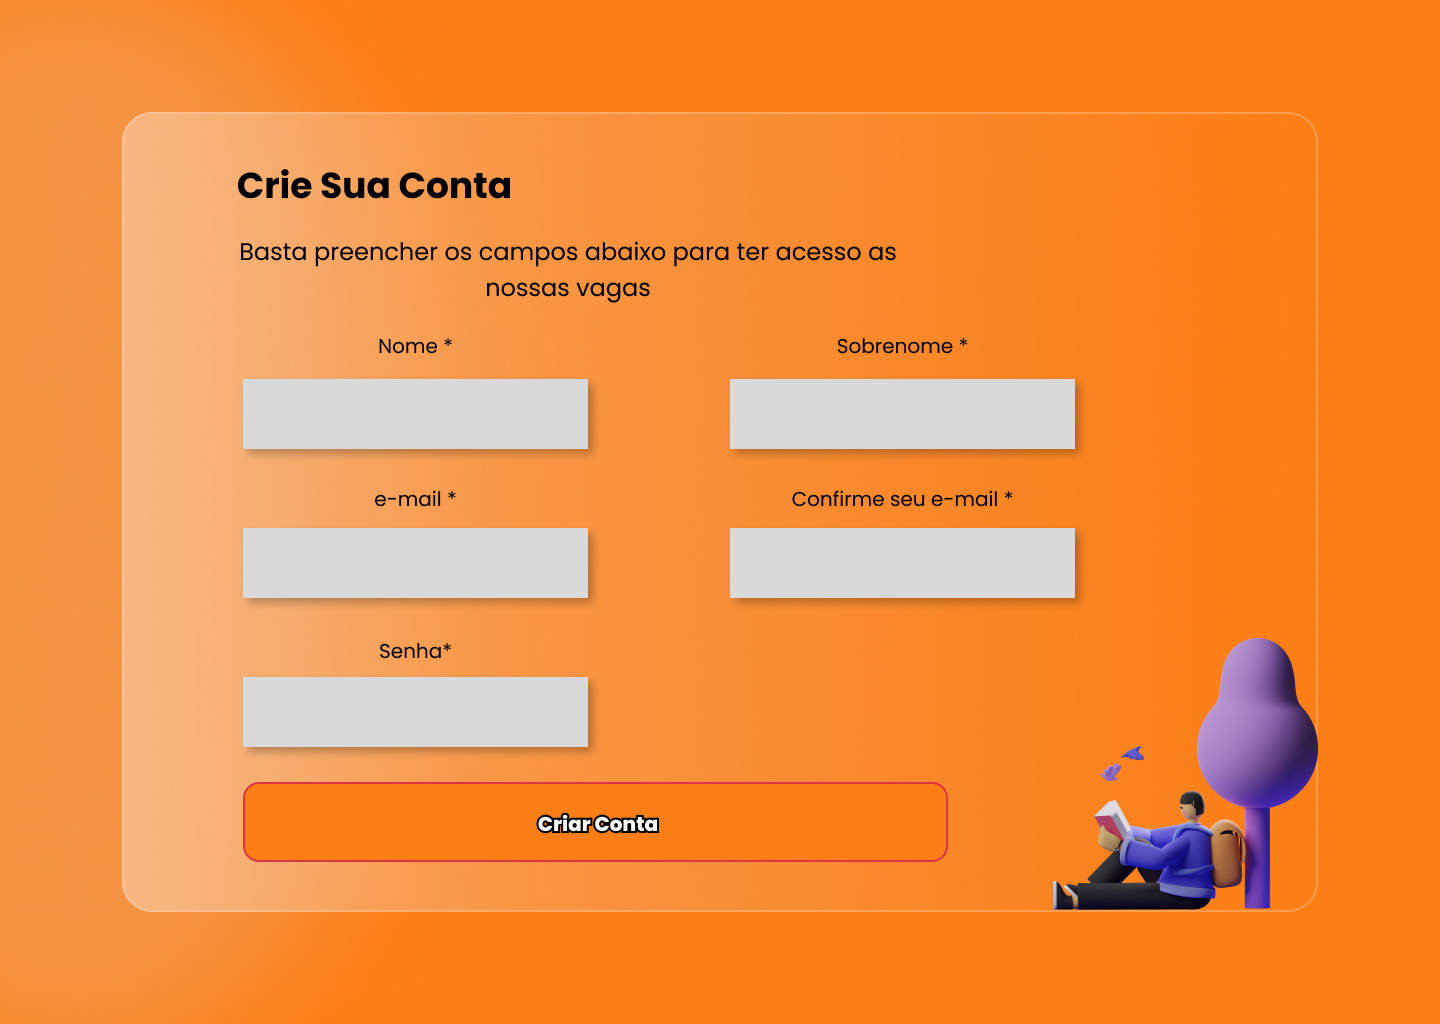 Crie Sua Conta
Basta preencher os campos abaixo para ter acesso as
nossas vagas
Nome *
Sobrenome *
e-mail *
Confirme seu e-mail *
Senha*
Criar Conta